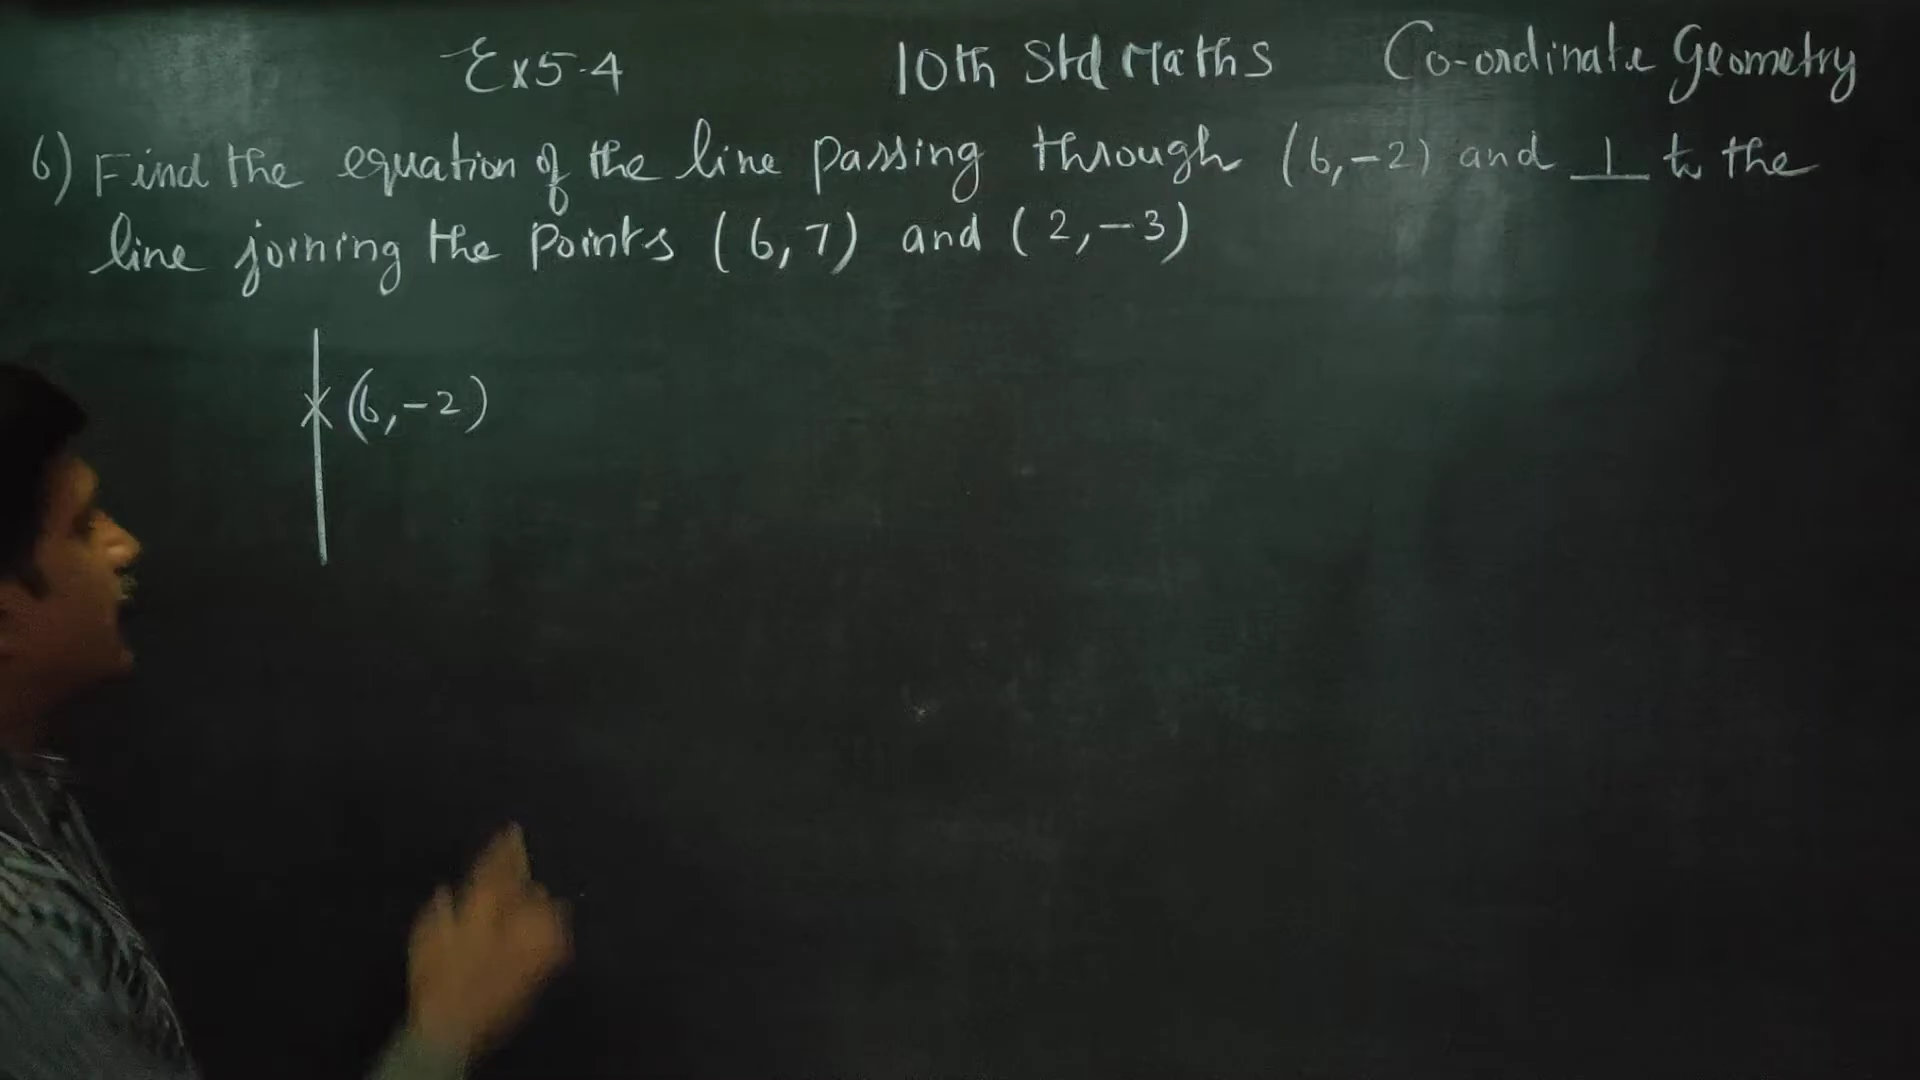 Ex 5.4 10th Std Maths Co-ordinate Geometry
6) Find the equation of the line passing through (6,-2) and ⊥ to the
line joining the points (6,7) and (2,-3)
(6,-2)